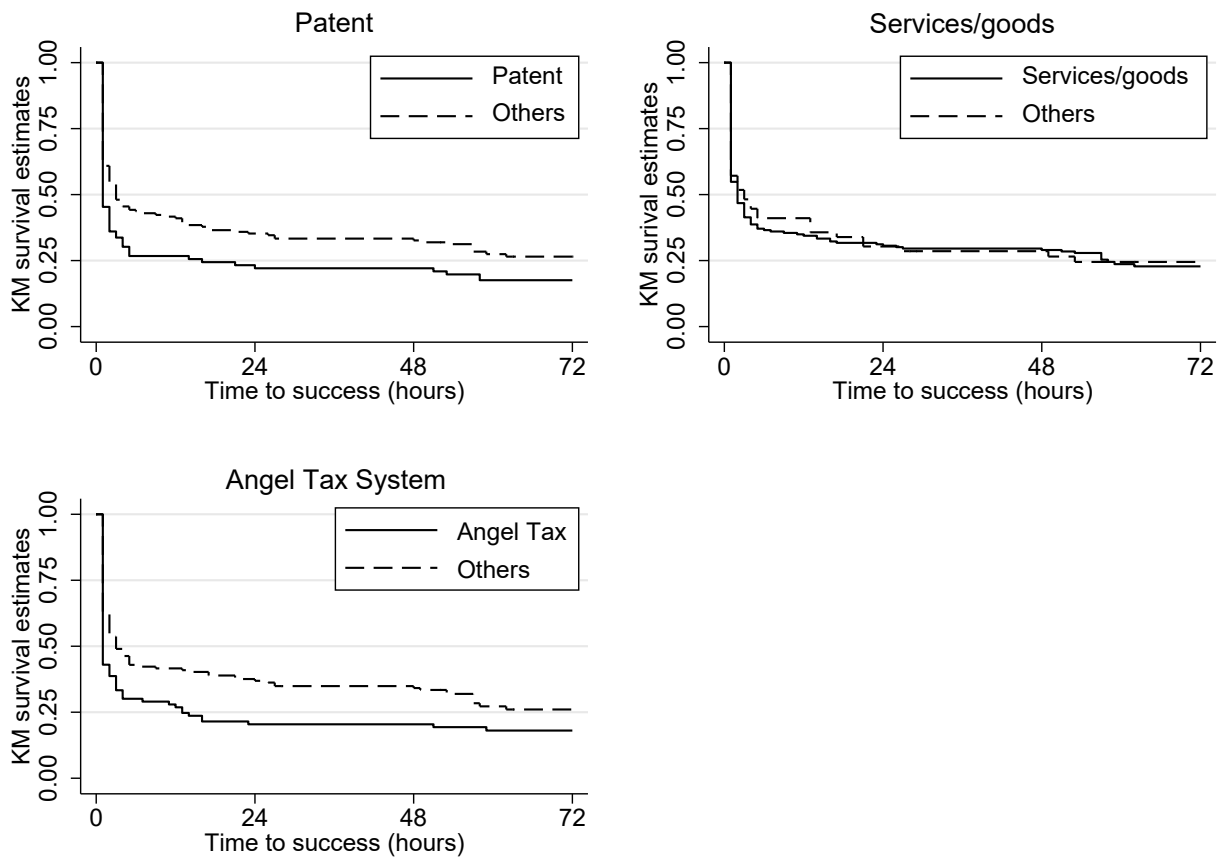 Patent
KM survival estimates
1.00
0.75
0.50
0.25
0.00
Patent
Others
0 24 48 72
Time to success (hours)
Services/goods
KM surival estimates
1.00
0.75
0.50
0.25
0.00
Services/goods
Others
0 24 48 72
Time to success (hours)
Angel Tax System
KM survival estimates
1.00
0.75
0.50
0.25
0.00
Angel Tax
Others
0 24 48 72
Time to success (hours)